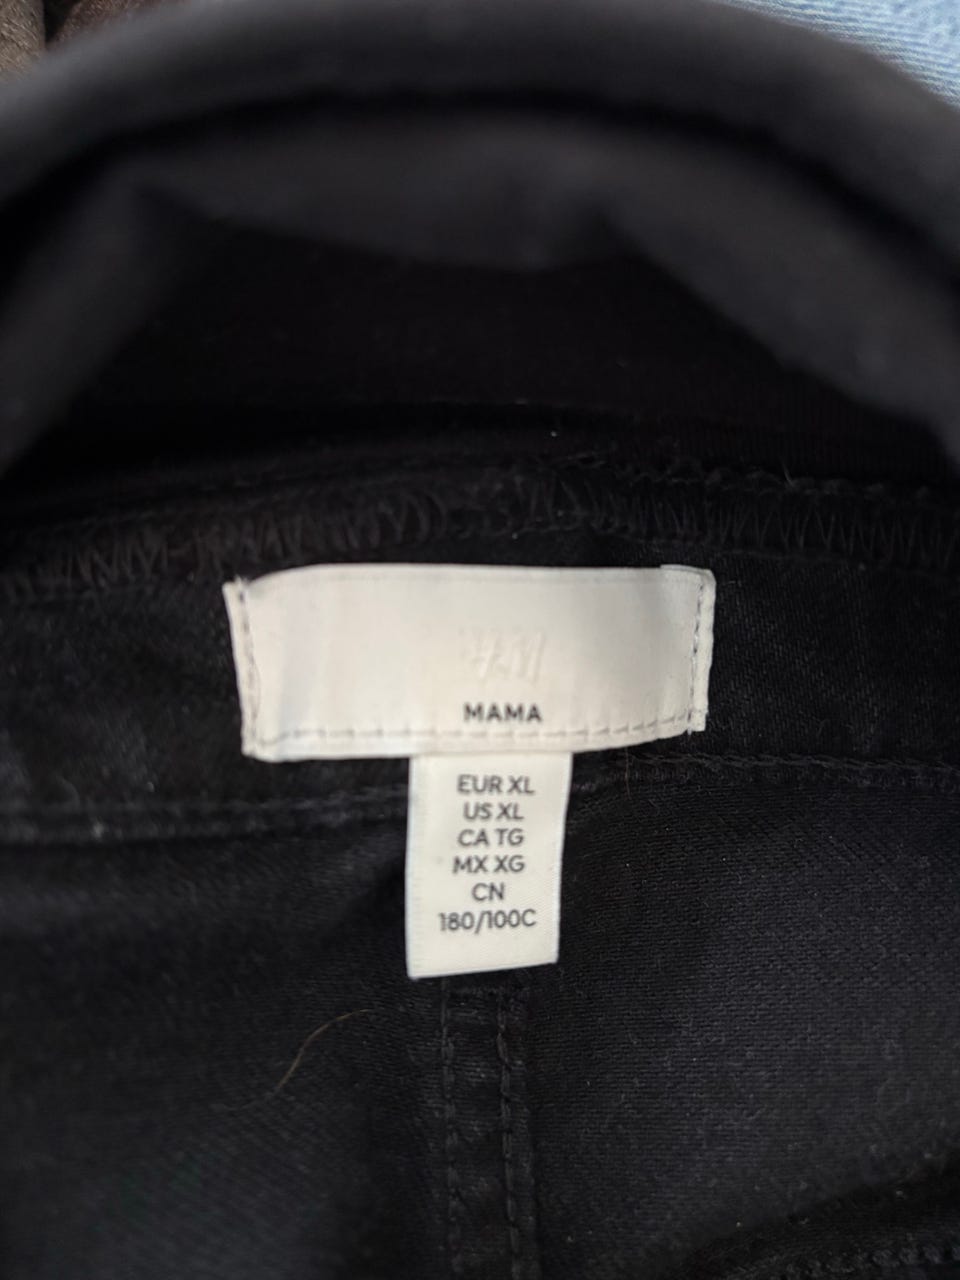 H&M
MAMA
EUR XL
US XL
CA TG
MX XG
CN
180/100C